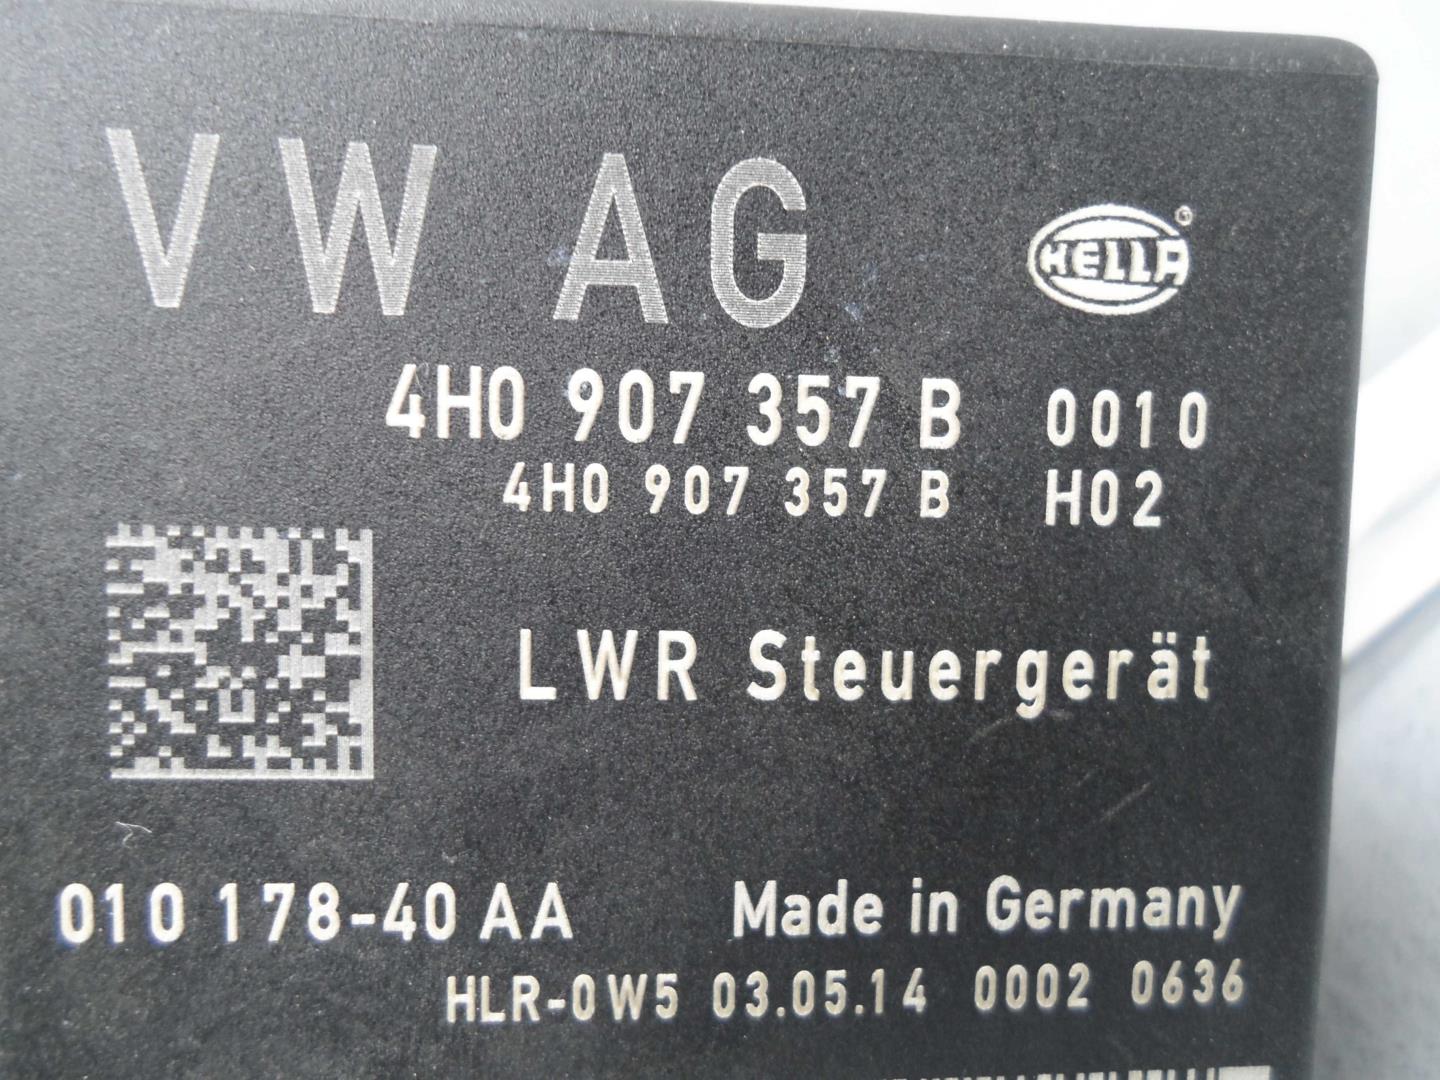 VW AG HELLA
4H0 907 357 B 0010
4H0 907 357 B H02
LWR Steuergerät
010 178-40 AA Made in Germany
HLR-0W5 03.05.14 0002 0636